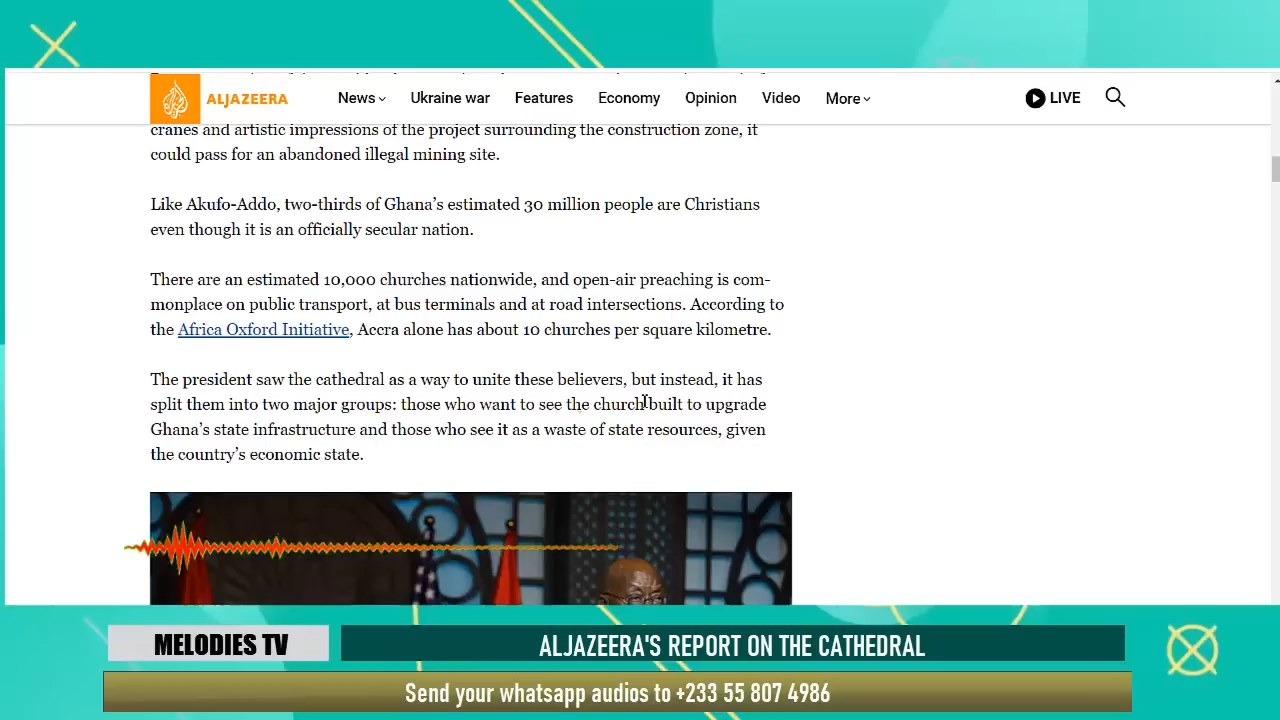 ALJAZEERA
News
Ukraine war
Features
Economy
Opinion
Video
More
LIVE
cranes and artistic impressions of the project surrounding the construction zone, it
could pass for an abandoned illegal mining site.
Like Akufo-Addo, two-thirds of Ghana's estimated 30 million people are Christians
even though it is an officially secular nation.
There are an estimated 10,000 churches nationwide, and open-air preaching is com-
monplace on public transport, at bus terminals and at road intersections. According to
the Africa Oxford Initiative, Accra alone has about 10 churches per square kilometre.
The president saw the cathedral as a way to unite these believers, but instead, it has
split them into two major groups: those who want to see the church built to upgrade
Ghana's state infrastructure and those who see it as a waste of state resources, given
the country's economic state.
MELODIES TV
ALJAZEERA'S REPORT ON THE CATHEDRAL
Send your whatsapp audios to +233 55 807 4986